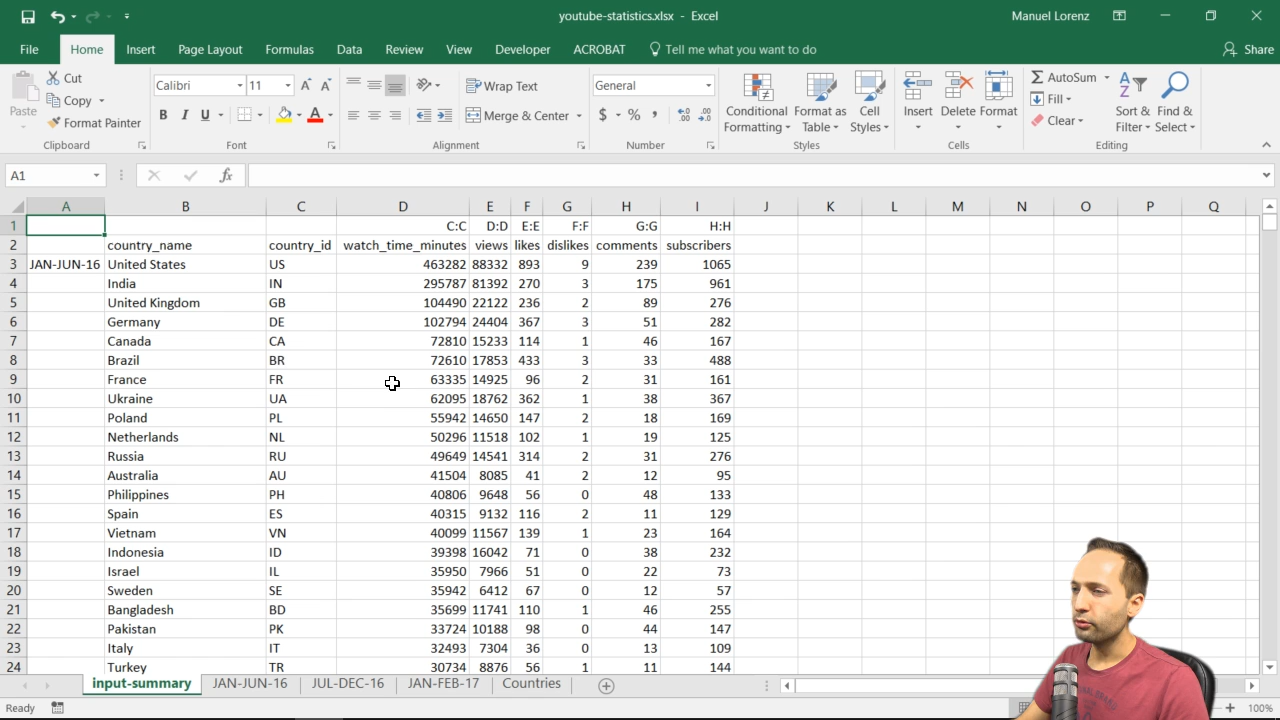 youtube-statistics.xlsx - Excel
Manuel Lorenz
File Home Insert Page Layout Formulas Data Review View Developer ACROBAT Tell me what you want to do Share
Cut Calibri 11 Wrap Text General AutoSum
Paste Copy Conditional Format as Cell Insert Delete Format Fill Sort & Find &
Format Painter B I U A Merge & Center $ % , Formatting Table Styles Clear Filter Select
Clipboard Font Alignment Number Styles Cells Editing
A1 fx
A B C D E F G H I J K L M N O P Q
1 C:C D:D E:E F:F G:G H:H
2 country_name country_id watch_time_minutes views likes dislikes comments subscribers
3 JAN-JUN-16 United States US 463282 88332 893 9 239 1065
4 India IN 295787 81392 270 3 175 961
5 United Kingdom GB 104490 22122 236 2 89 276
6 Germany DE 102794 24404 367 3 51 282
7 Canada CA 72810 15233 114 1 46 167
8 Brazil BR 72610 17853 433 3 33 488
9 France FR 63335 14925 96 2 31 161
10 Ukraine UA 62095 18762 362 1 38 367
11 Poland PL 55942 14650 147 2 18 169
12 Netherlands NL 50296 11518 102 1 19 125
13 Russia RU 49649 14541 314 2 31 276
14 Australia AU 41504 8085 41 2 12 95
15 Philippines PH 40806 9648 56 0 48 133
16 Spain ES 40315 9132 116 2 11 129
17 Vietnam VN 40099 11567 139 1 23 164
18 Indonesia ID 39398 16042 71 0 38 232
19 Israel IL 35950 7966 51 0 22 73
20 Sweden SE 35942 6412 67 0 12 57
21 Bangladesh BD 35699 11741 110 1 46 255
22 Pakistan PK 33724 10188 98 0 44 147
23 Italy IT 32493 7304 36 0 13 109
24 Turkey TR 30734 8876 56 1 11 144
input-summary JAN-JUN-16 JUL-DEC-16 JAN-FEB-17 Countries
Ready 100%